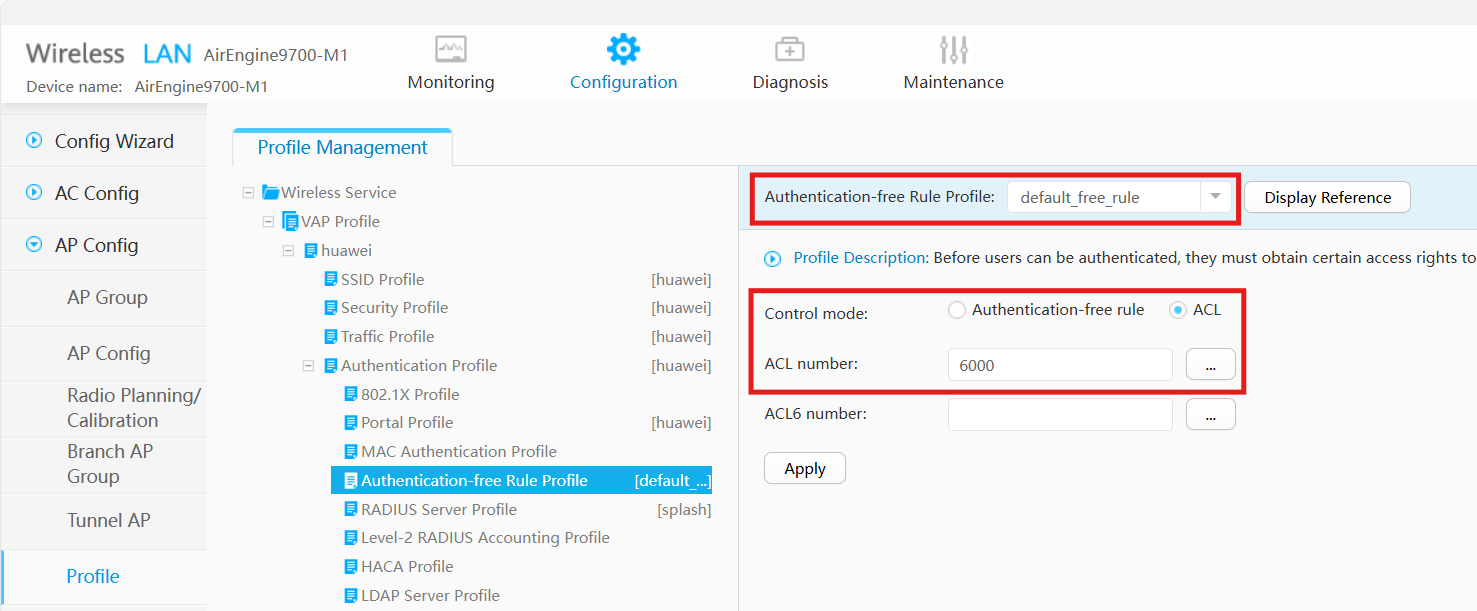 Wireless LAN AirEngine9700-M1
Device name: AirEngine9700-M1
Monitoring
Configuration
Diagnosis
Maintenance
Config Wizard
AC Config
AP Config
AP Group
AP Config
Radio Planning/
Calibration
Branch AP
Group
Tunnel AP
Profile
Profile Management
Wireless Service
VAP Profile
huawei
SSID Profile [huawei]
Security Profile [huawei]
Traffic Profile [huawei]
Authentication Profile [huawei]
802.1X Profile
Portal Profile [huawei]
MAC Authentication Profile
Authentication-free Rule Profile [default_...]
RADIUS Server Profile [splash]
Level-2 RADIUS Accounting Profile
HACA Profile
LDAP Server Profile
Authentication-free Rule Profile: default_free_rule Display Reference
Profile Description: Before users can be authenticated, they must obtain certain access rights to
Control mode: Authentication-free rule ACL
ACL number: 6000 ...
ACL6 number: ...
Apply